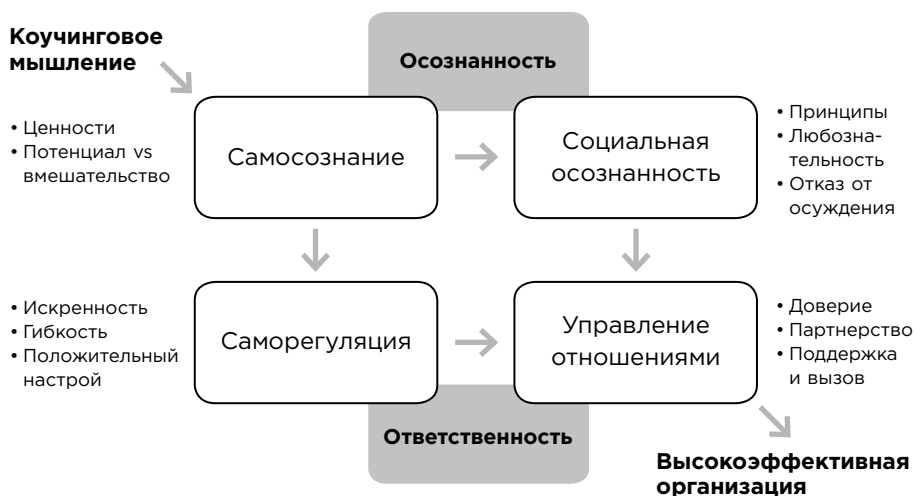 Коучинговое
мышление
Осознанность
• Ценности
• Потенциал vs
вмешательство
Самосознание
Социальная
осознанность
• Принципы
• Любозна-
тельность
• Отказ от
осуждения
• Искренность
• Гибкость
• Положительный
настрой
Саморегуляция
Управление
отношениями
• Доверие
• Партнерство
• Поддержка
и вызов
Ответственность
Высокоэффективная
организация